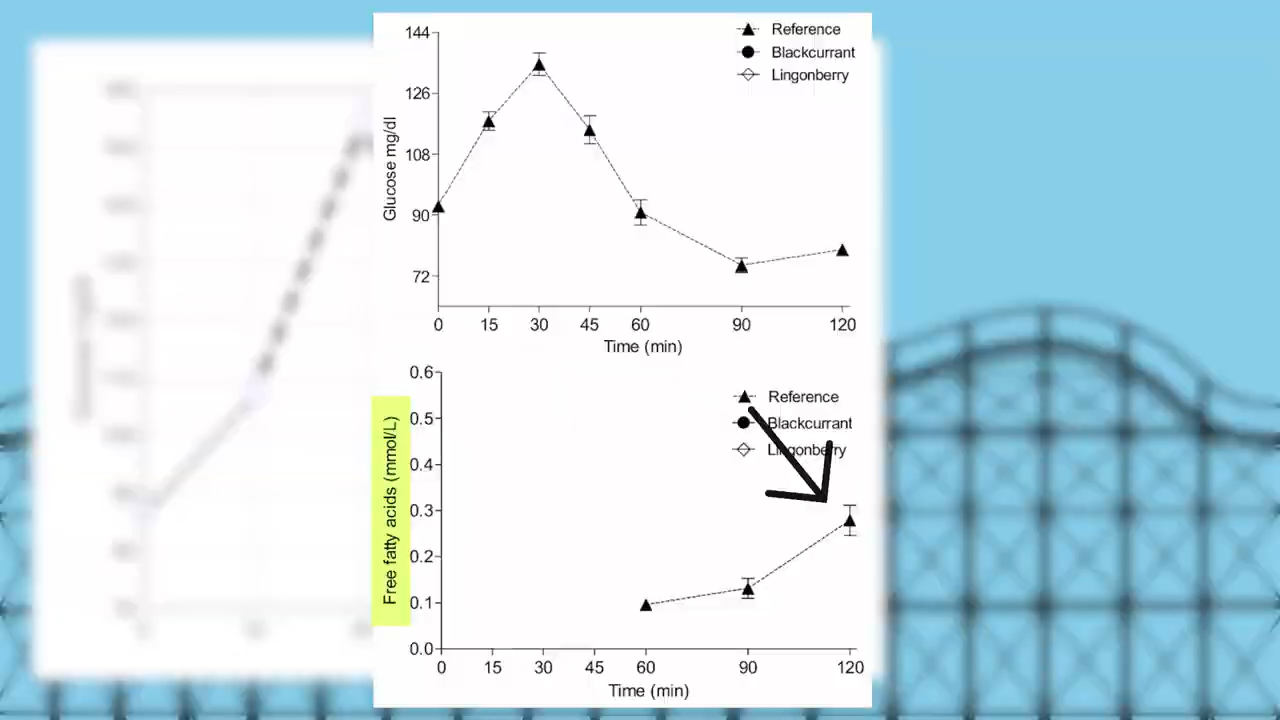 144
Reference
Blackcurrant
Lingonberry
126
108
90
72
Glucose mg/dl
0 15 30 45 60 90 120
Time (min)
0.6
Reference
Blackcurrant
Lingonberry
0.5
0.4
0.3
0.2
0.1
0.0
Free fatty acids (mmol/L)
0 15 30 45 60 90 120
Time (min)